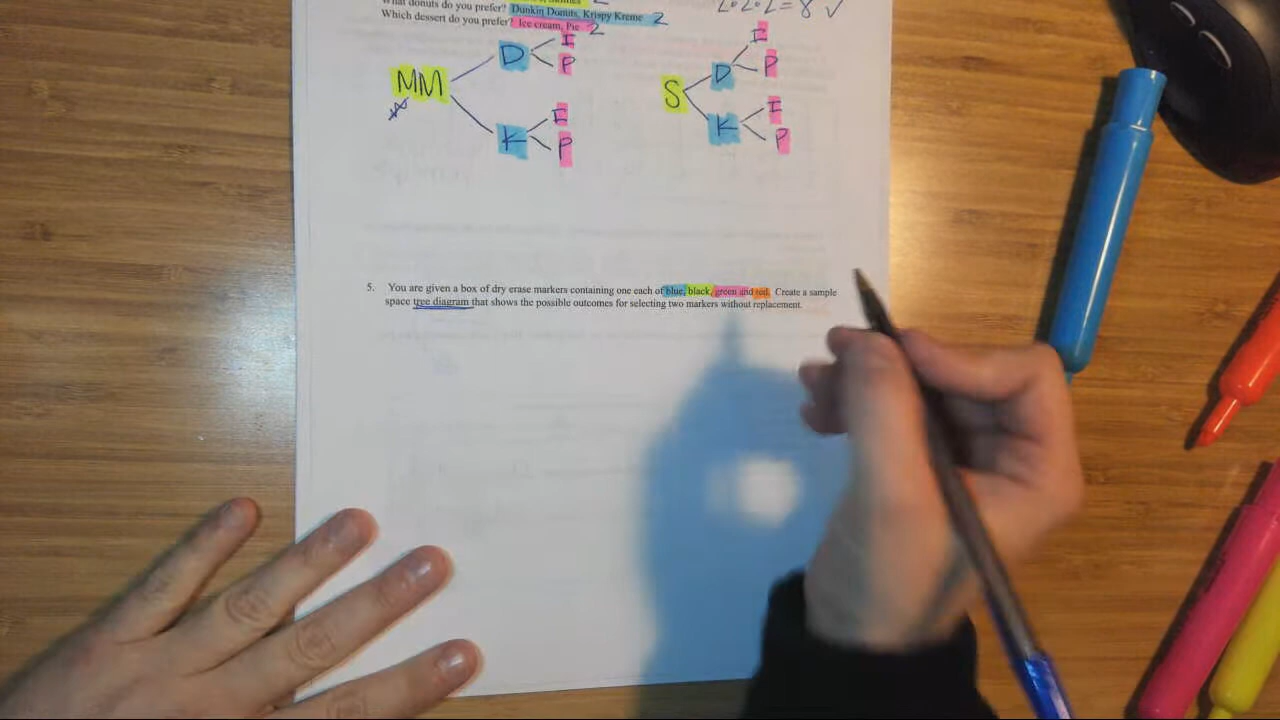 What donuts do you prefer? Dunkin Donuts, Krispy Kreme 2
2·2·2 = 8 ✓
Which dessert do you prefer? Ice cream, Pie 2
MM
D
I
P
K
I
P
S
D
I
P
K
I
P
5. You are given a box of dry erase markers containing one each of blue, black, green and red. Create a sample
space tree diagram that shows the possible outcomes for selecting two markers without replacement.